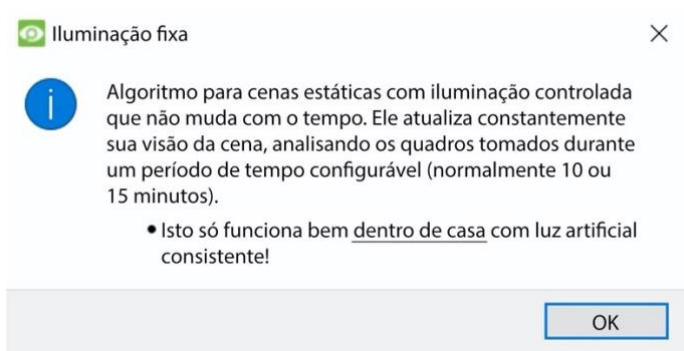 Iluminação fixa
Algoritmo para cenas estáticas com iluminação controlada
que não muda com o tempo. Ele atualiza constantemente
sua visão da cena, analisando os quadros tomados durante
um período de tempo configurável (normalmente 10 ou
15 minutos).
• Isto só funciona bem dentro de casa com luz artificial
consistente!
OK